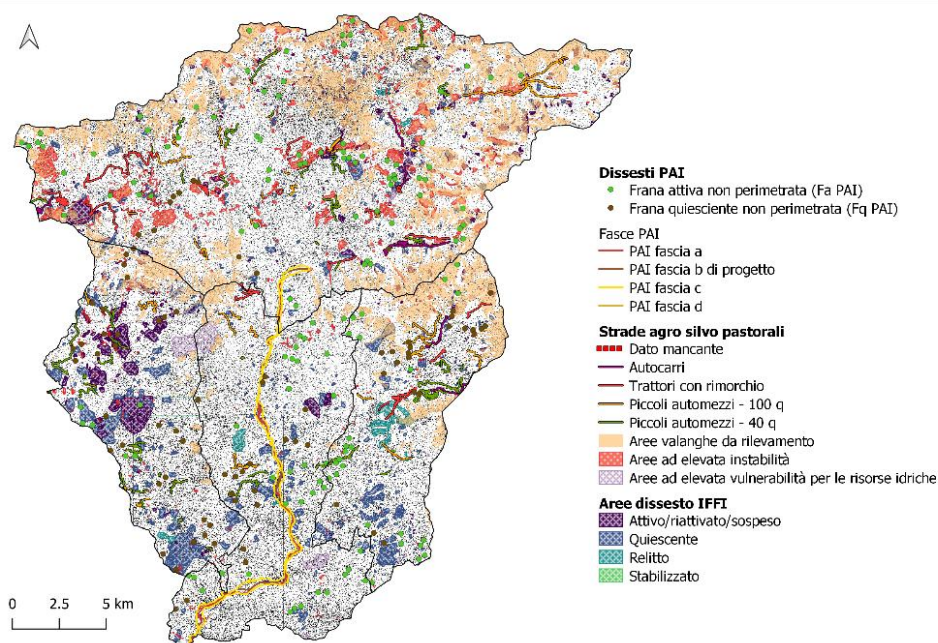 Dissesti PAI
Frana attiva non perimetrata (Fa PAI)
Frana quiesciente non perimetrata (Fq PAI)
Fasce PAI
PAI fascia a
PAI fascia b di progetto
PAI fascia c
PAI fascia d
Strade agro silvo pastorali
Dato mancante
Autocarri
Trattori con rimorchio
Piccoli automezzi - 100 q
Piccoli automezzi - 40 q
Aree valanghe da rilevamento
Aree ad elevata instabilità
Aree ad elevata vulnerabilità per le risorse idriche
Aree dissesto IFFI
Attivo/riattivato/sospeso
Quiescente
Relitto
Stabilizzato
0 2.5 5 km